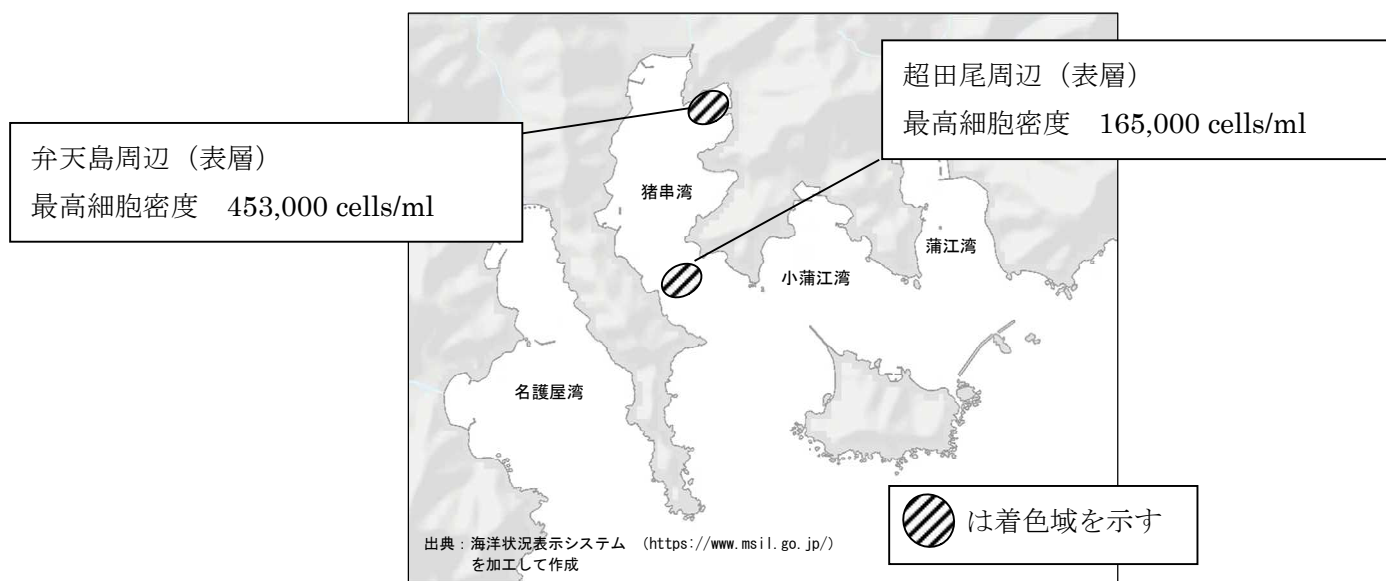 超田尾周辺（表層）
最高細胞密度　165,000 cells/ml
弁天島周辺（表層）
最高細胞密度　453,000 cells/ml
猪串湾
蒲江湾
小蒲江湾
名護屋湾
は着色域を示す
出典：海洋状況表示システム　(https://www.msil.go.jp/)
を加工して作成